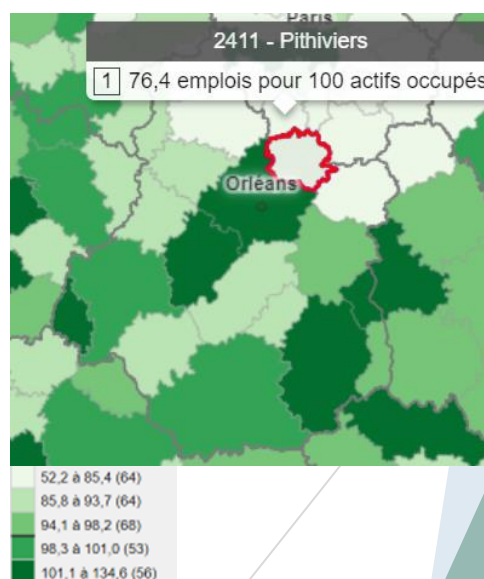 Paris
2411 - Pithiviers
1 76,4 emplois pour 100 actifs occupés
Orléans
52,2 à 85,4 (64)
85,8 à 93,7 (64)
94,1 à 98,2 (68)
98,3 à 101,0 (53)
101,1 à 134,6 (56)